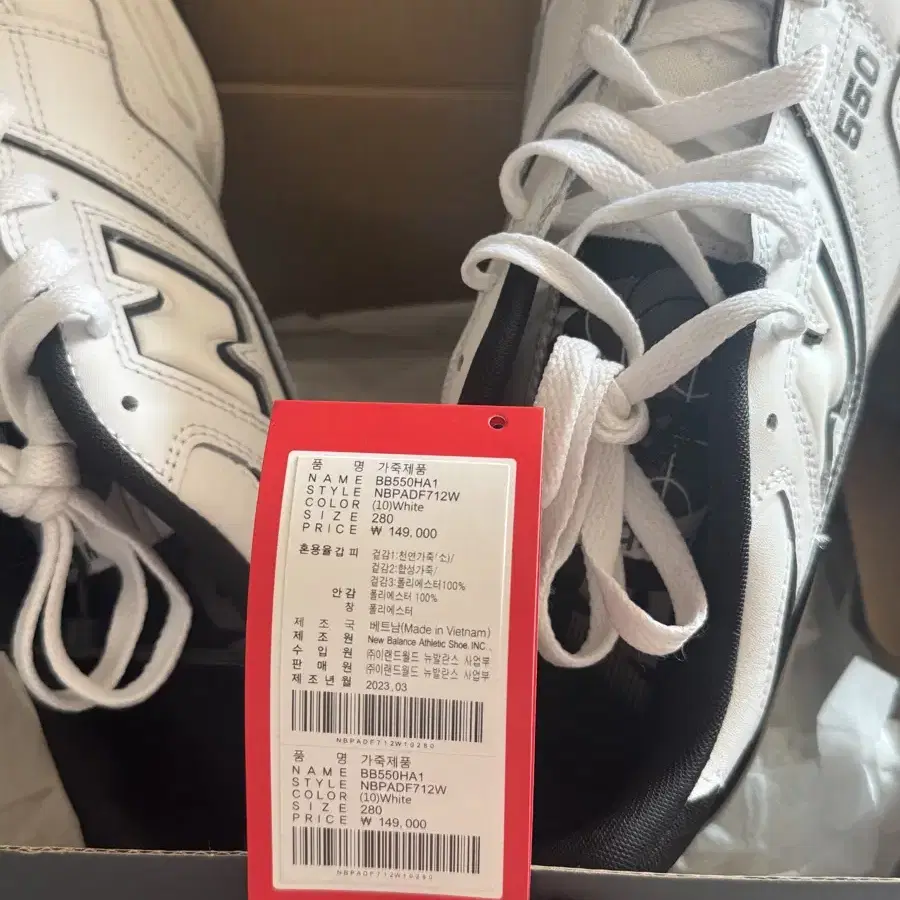 550
품 명 가죽제품
NAME BB550HA1
STYLE NBPADF712W
COLOR (10)White
SIZE 280
PRICE ₩ 149,000
혼용율 갑피 겉감1:천연가죽(소)/
겉감2:합성가죽/
겉감3:폴리에스터100%
안감 폴리에스터 100%
창 폴리에스터
제조국 베트남(Made in Vietnam)
제조원 New Balance Athletic Shoe, INC.,
수입원 (주)이랜드월드 뉴발란스 사업부
판매원 (주)이랜드월드 뉴발란스 사업부
제조년월 2023.03
NBPADF712W10280
품 명 가죽제품
NAME BB550HA1
STYLE NBPADF712W
COLOR (10)White
SIZE 280
PRICE ₩ 149,000
NBPADF712W10280